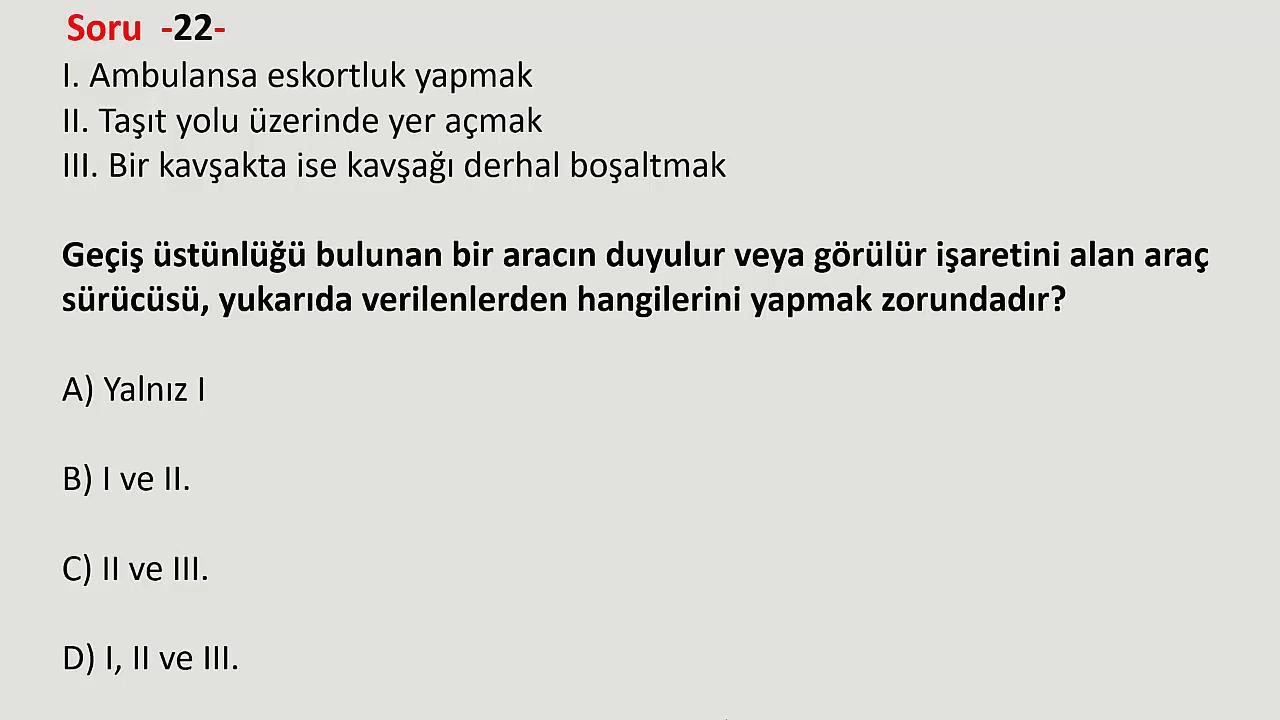 Soru -22-
I. Ambulansa eskortluk yapmak
II. Taşıt yolu üzerinde yer açmak
III. Bir kavşakta ise kavşağı derhal boşaltmak
Geçiş üstünlüğü bulunan bir aracın duyulur veya görülür işaretini alan araç
sürücüsü, yukarıda verilenlerden hangilerini yapmak zorundadır?
A) Yalnız I
B) I ve II.
C) II ve III.
D) I, II ve III.